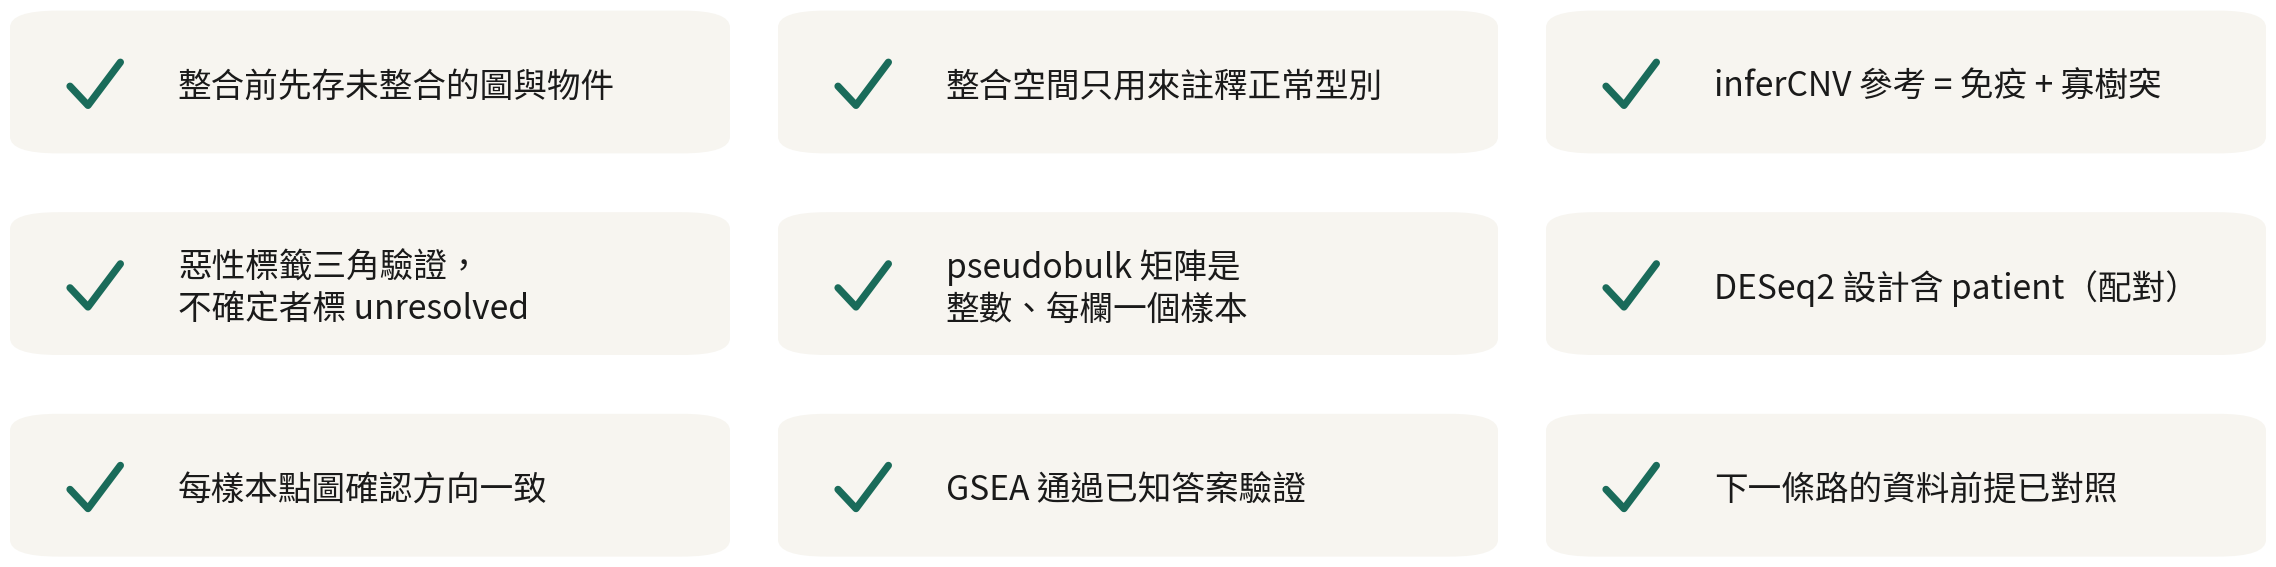 整合前先存未整合的圖與物件
整合空間只用來註釋正常型別
inferCNV 參考 = 免疫 + 寡樹突
惡性標籤三角驗證，
不確定者標 unresolved
pseudobulk 矩陣是
整數、每欄一個樣本
DESeq2 設計含 patient（配對）
每樣本點圖確認方向一致
GSEA 通過已知答案驗證
下一條路的資料前提已對照